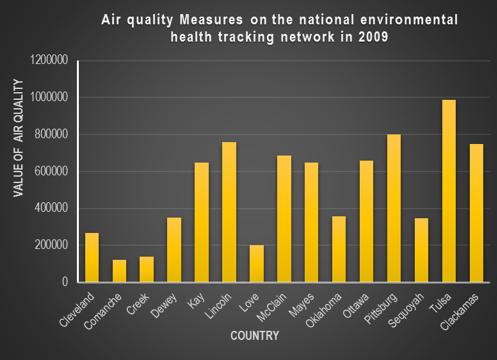 Air quality Measures on the national environmental
health tracking network in 2009
VALUE OF AIR QUALITY
1200000
1000000
800000
600000
400000
200000
0
Cleveland
Comanche
Creek
Dewey
Kay
Lincoln
Love
McClain
Mayes
Oklahoma
Ottawa
Pittsburg
Sequoyah
Tulsa
Clackamas
COUNTRY